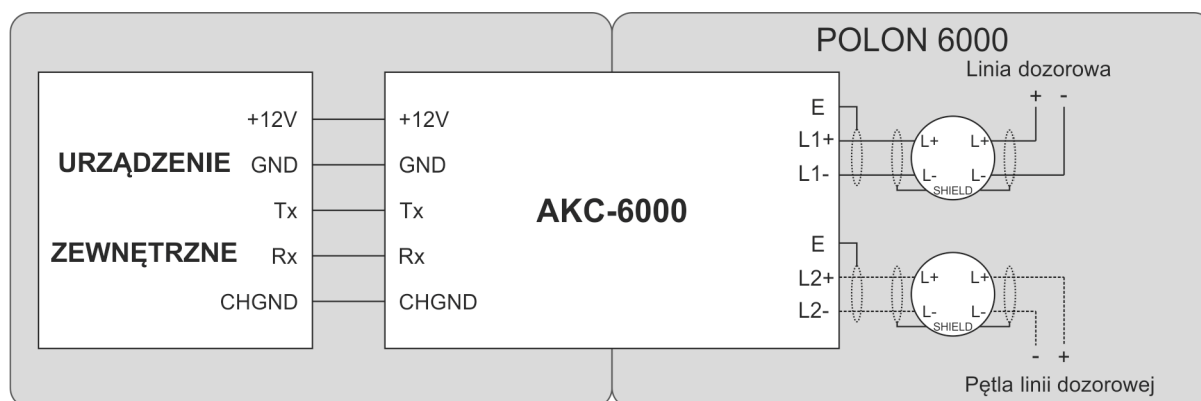 POLON 6000
Linia dozorowa
+ -
+12V
URZĄDZENIE
GND
Tx
ZEWNĘTRZNE
Rx
CHGND
+12V
GND
Tx
AKC-6000
Rx
CHGND
E
L1+
L1-
L+ L+
L- L-
SHIELD
E
L2+
L2-
L+ L+
L- L-
SHIELD
- +
Pętla linii dozorowej